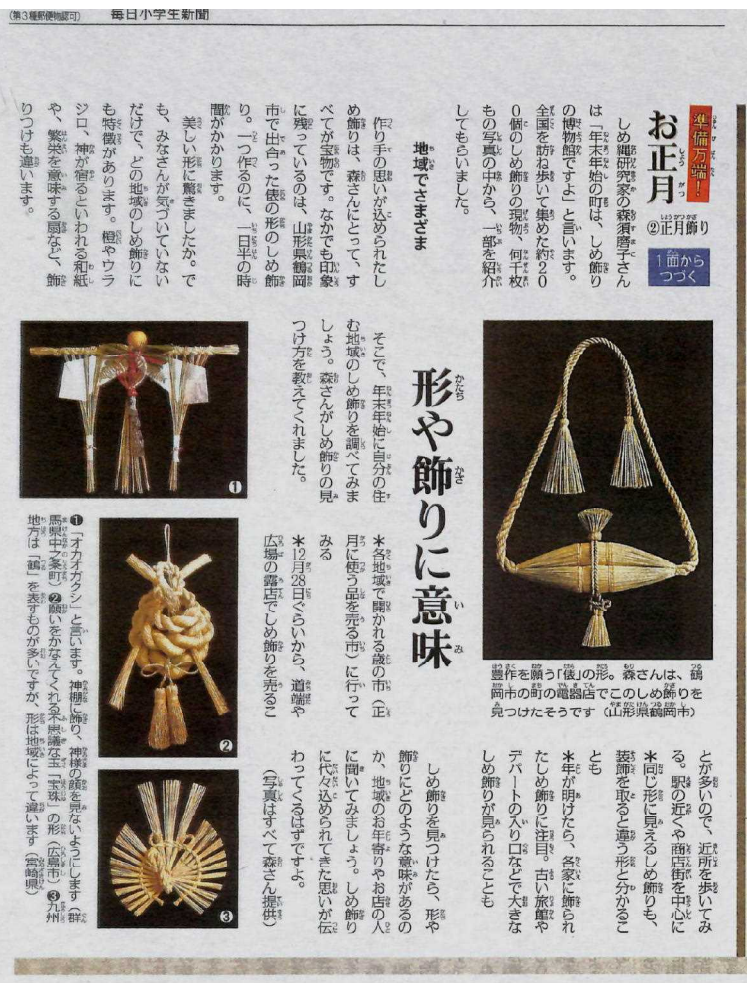 (第3種郵便物認可)
毎日小学生新聞
準備万端!
お正月
②正月飾り
1面から
つづく
しめ縄研究家の森須磨子さん
は「年末年始の町は、しめ飾り
の博物館ですよ」と言います。
全国を訪ね歩いて集めた約20
0個のしめ飾りの現物、何千枚
もの写真の中から、一部を紹介
してもらいました。
地域でさまざま
作り手の思いが込められたし
め飾りは、森さんにとって、す
べてが宝物です。なかでも印象
に残っているのは、山形県鶴岡
市で出合った俵の形のしめ飾
り。一つ作るのに、一日半の時
間がかかります。
美しい形に驚きましたか。で
も、みなさんが気づいていない
だけで、どの地域のしめ飾りに
も特徴があります。橙やウラ
ジロ、神が宿るといわれる和紙
や、繁栄を意味する扇など、飾
りつけも違います。
形や飾りに意味
豊作を願う「俵」の形。森さんは、鶴
岡市の町の電器店でこのしめ飾りを
見つけたそうです(山形県鶴岡市)
そこで、年末年始に自分の住
む地域のしめ飾りを調べてみま
しょう。森さんがしめ飾りの見
つけ方を教えてくれました。
*各地域で開かれる歳の市(正
月に使う品を売る市)に行って
みる
*12月28日ぐらいから、道端や
広場の露店でしめ飾りを売るこ
とが多いので、近所を歩いてみ
る。駅の近くや商店街を中心に
*同じ形に見えるしめ飾りも、
装飾を取ると違う形と分かるこ
とも
*年が明けたら、各家に飾られ
たしめ飾りに注目。古い旅館や
デパートの入り口などで大きな
しめ飾りが見られることも
しめ飾りを見つけたら、形や
飾りにどのような意味があるの
か、地域のお年寄りやお店の人
に聞いてみましょう。しめ飾り
に代々込められてきた思いが伝
わってくるはずですよ。
(写真はすべて森さん提供)
❶
❷
❸
❶「オカオガクシ」と言います。神棚に飾り、神様の顔を見ないようにします(群
馬県中之条町)❷願いをかなえてくれる不思議な玉「宝珠」の形(広島市)❸九州
地方は「鶴」を表すものが多いですが、形は地域によって違います(宮崎県)